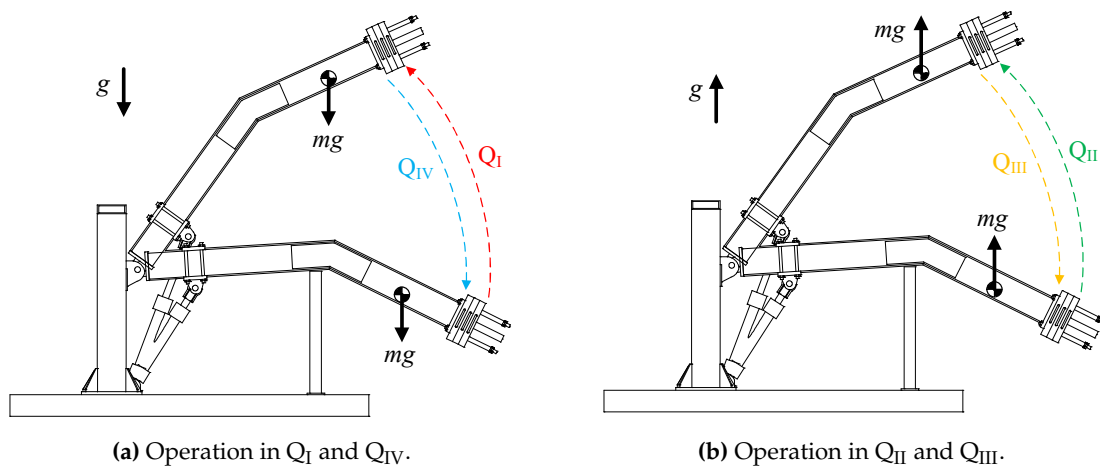 g
mg
Q_IV
Q_I
mg
(a) Operation in Q_I and Q_IV.
mg
g
Q_III
Q_II
mg
(b) Operation in Q_II and Q_III.